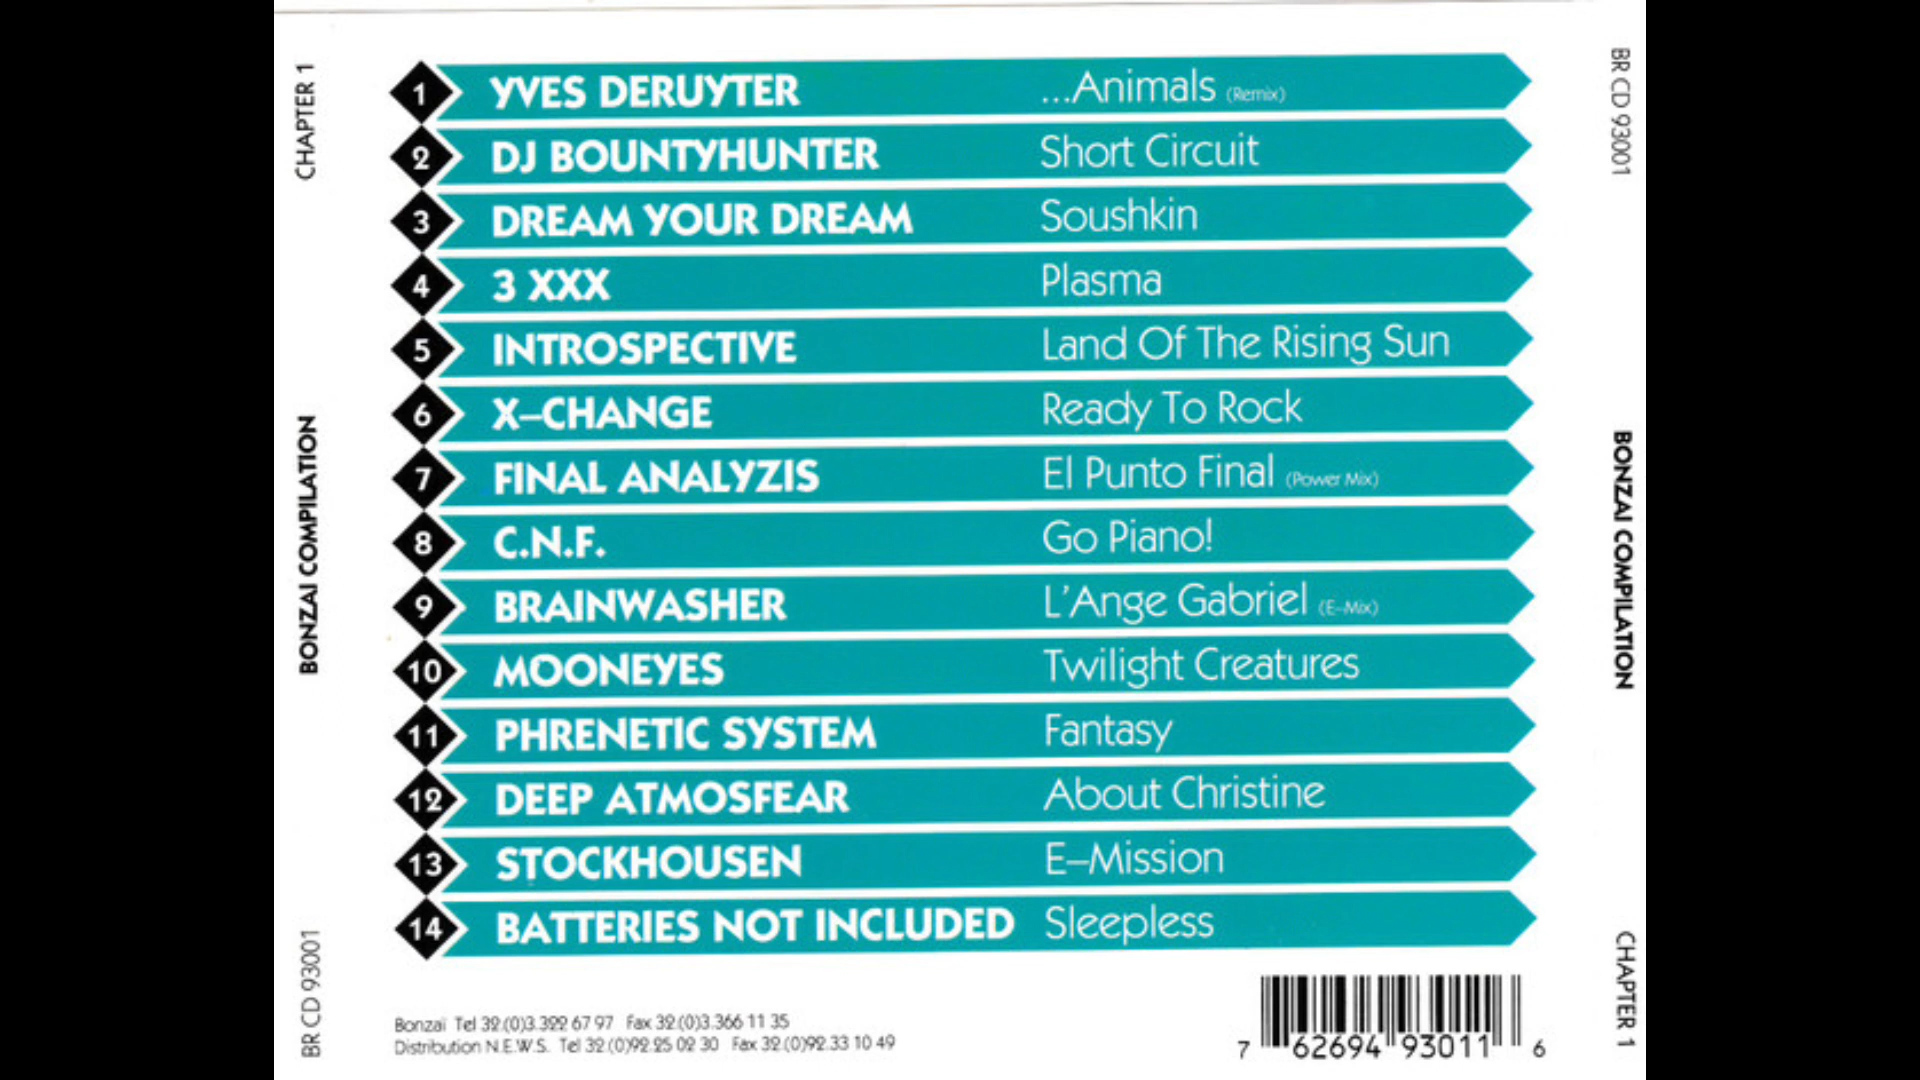 CHAPTER 1
BONZAI COMPILATION
BR CD 93001
1 YVES DERUYTER ...Animals (Remix)
2 DJ BOUNTYHUNTER Short Circuit
3 DREAM YOUR DREAM Soushkin
4 3 XXX Plasma
5 INTROSPECTIVE Land Of The Rising Sun
6 X–CHANGE Ready To Rock
7 FINAL ANALYZIS El Punto Final (Power Mix)
8 C.N.F. Go Piano!
9 BRAINWASHER L'Ange Gabriel (E–Mix)
10 MOONEYES Twilight Creatures
11 PHRENETIC SYSTEM Fantasy
12 DEEP ATMOSFEAR About Christine
13 STOCKHOUSEN E–Mission
14 BATTERIES NOT INCLUDED Sleepless
Bonzai Tel 32.(0)3.322 67 97 Fax 32.(0)3.366 11 35
Distribution N.E.W.S. Tel 32.(0)92.25 02 30 Fax 32.(0)92.33 10 49
7 62694 93011 6
BR CD 93001
BONZAI COMPILATION
CHAPTER 1